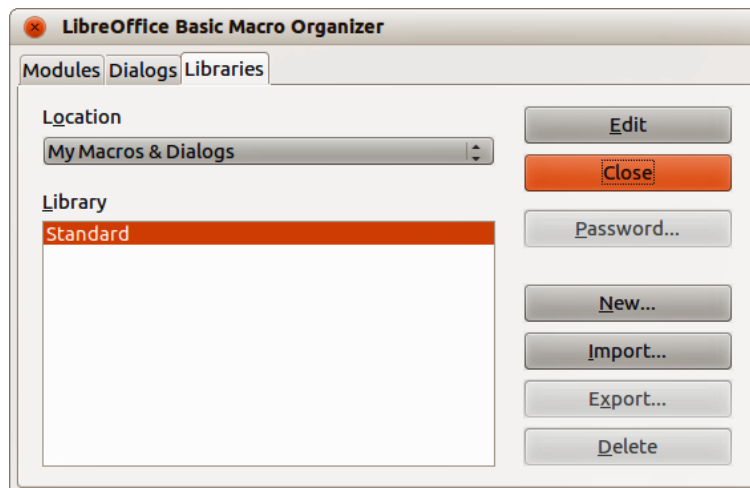 LibreOffice Basic Macro Organizer
Modules Dialogs Libraries
Location
My Macros & Dialogs
Library
Standard
Edit
Close
Password...
New...
Import...
Export...
Delete